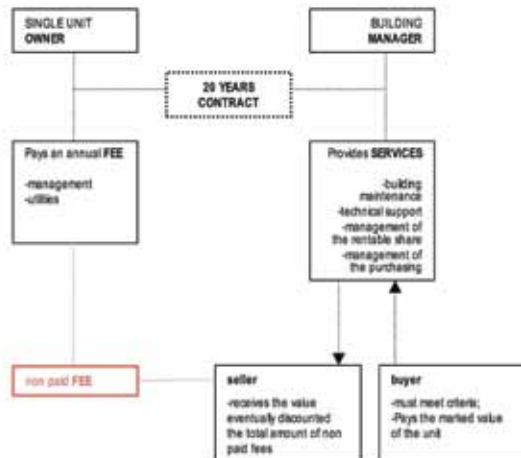 SINGLE UNIT
OWNER
BUILDING
MANAGER
20 YEARS
CONTRACT
Pays an annual FEE
-management
-utilities
Provides SERVICES
-building
maintenance
-technical support
-management of
the rentable share
-management of
the purchasing
non paid FEE
seller
-receives the value
eventually discounted
the total amount of non
paid fees
buyer
-must meet criteria;
-Pays the marked value
of the unit